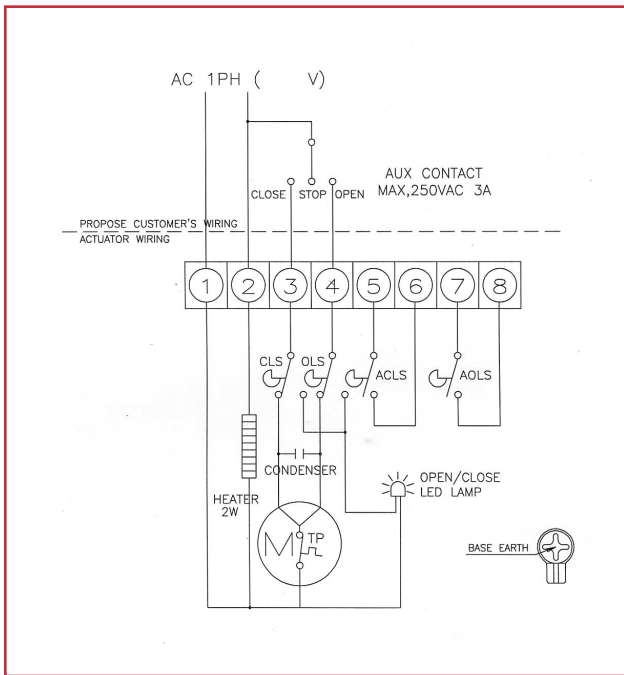 AC 1PH ( V)
AUX CONTACT
MAX,250VAC 3A
CLOSE STOP OPEN
PROPOSE CUSTOMER'S WIRING
ACTUATOR WIRING
1 2 3 4 5 6 7 8
CLS OLS ACLS AOLS
CONDENSER
OPEN/CLOSE
LED LAMP
HEATER
2W
M TP
BASE EARTH